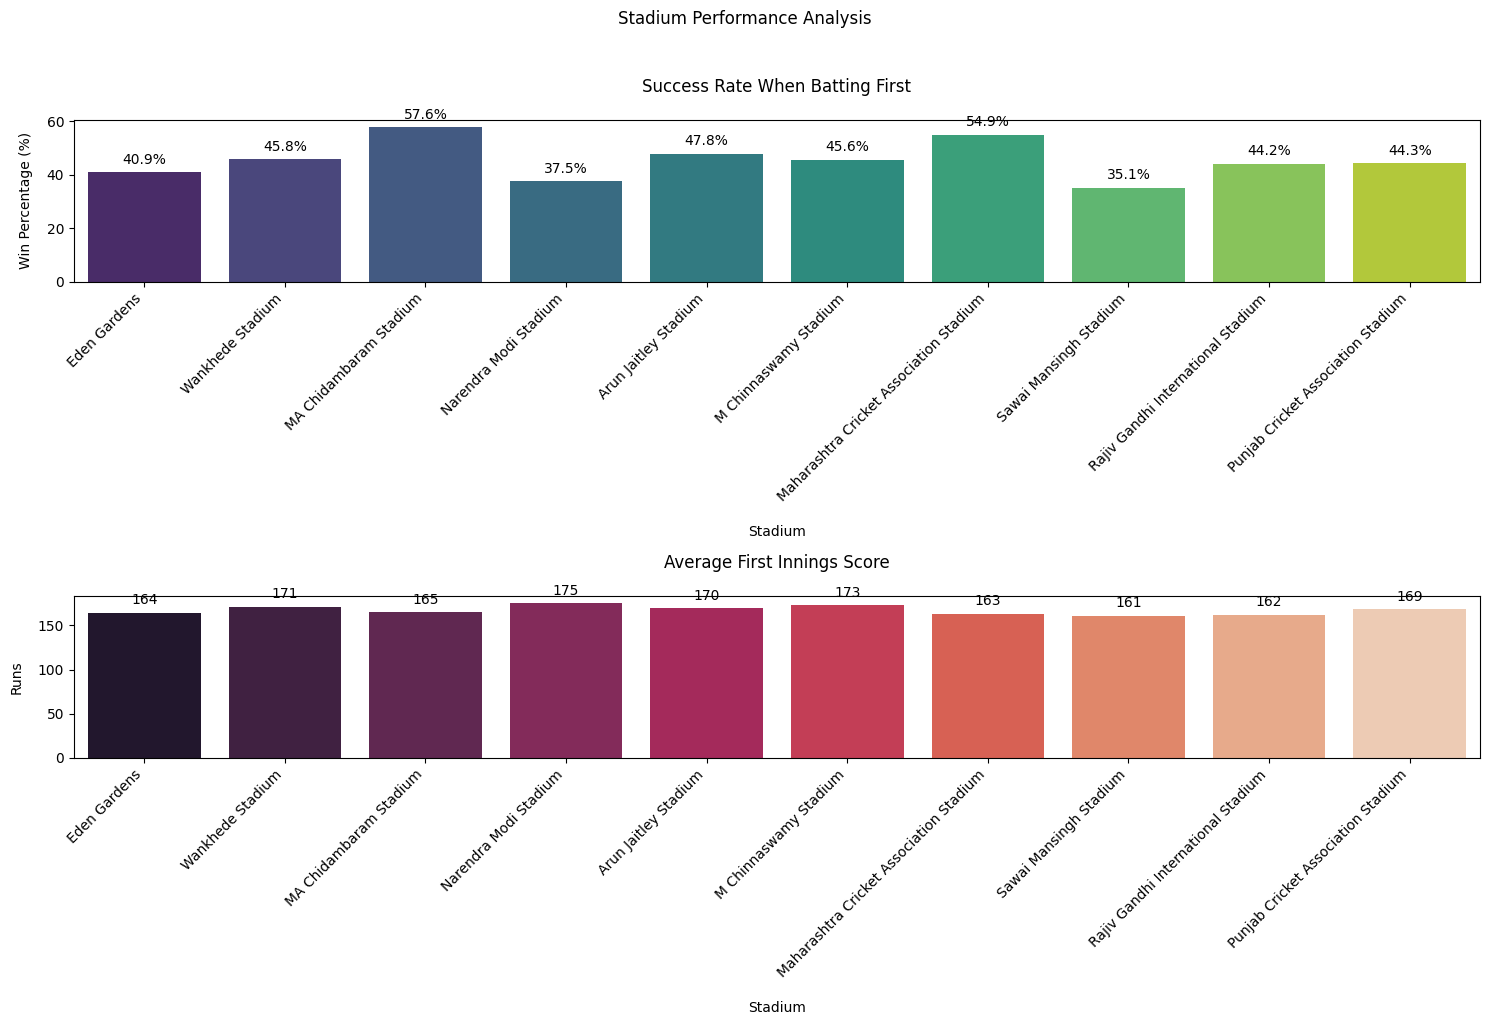 Stadium Performance Analysis
Success Rate When Batting First
Win Percentage (%)
60
40
20
0
40.9%
45.8%
57.6%
37.5%
47.8%
45.6%
54.9%
35.1%
44.2%
44.3%
Eden Gardens
Wankhede Stadium
MA Chidambaram Stadium
Narendra Modi Stadium
Arun Jaitley Stadium
M Chinnaswamy Stadium
Maharashtra Cricket Association Stadium
Sawai Mansingh Stadium
Rajiv Gandhi International Stadium
Punjab Cricket Association Stadium
Stadium
Average First Innings Score
Runs
150
100
50
0
164
171
165
175
170
173
163
161
162
169
Eden Gardens
Wankhede Stadium
MA Chidambaram Stadium
Narendra Modi Stadium
Arun Jaitley Stadium
M Chinnaswamy Stadium
Maharashtra Cricket Association Stadium
Sawai Mansingh Stadium
Rajiv Gandhi International Stadium
Punjab Cricket Association Stadium
Stadium